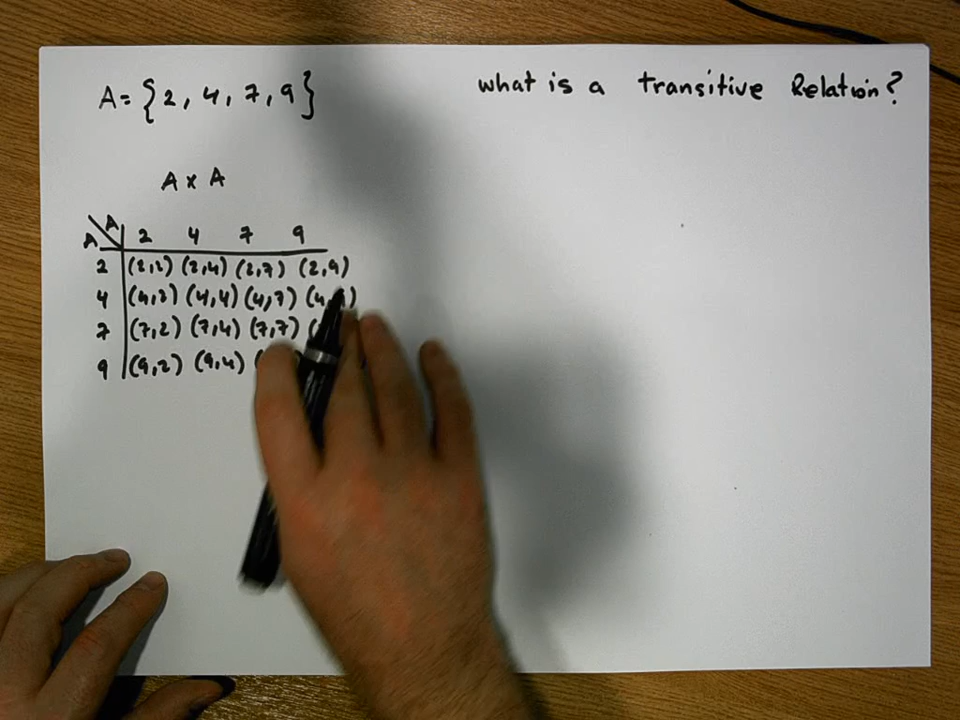 A = {2, 4, 7, 9}
what is a transitive Relation?
A x A
A A 2 4 7 9
2 (2,2) (2,4) (2,7) (2,9)
4 (4,2) (4,4) (4,7) (4,
7 (7,2) (7,4) (7,7) (
9 (9,2) (9,4) (